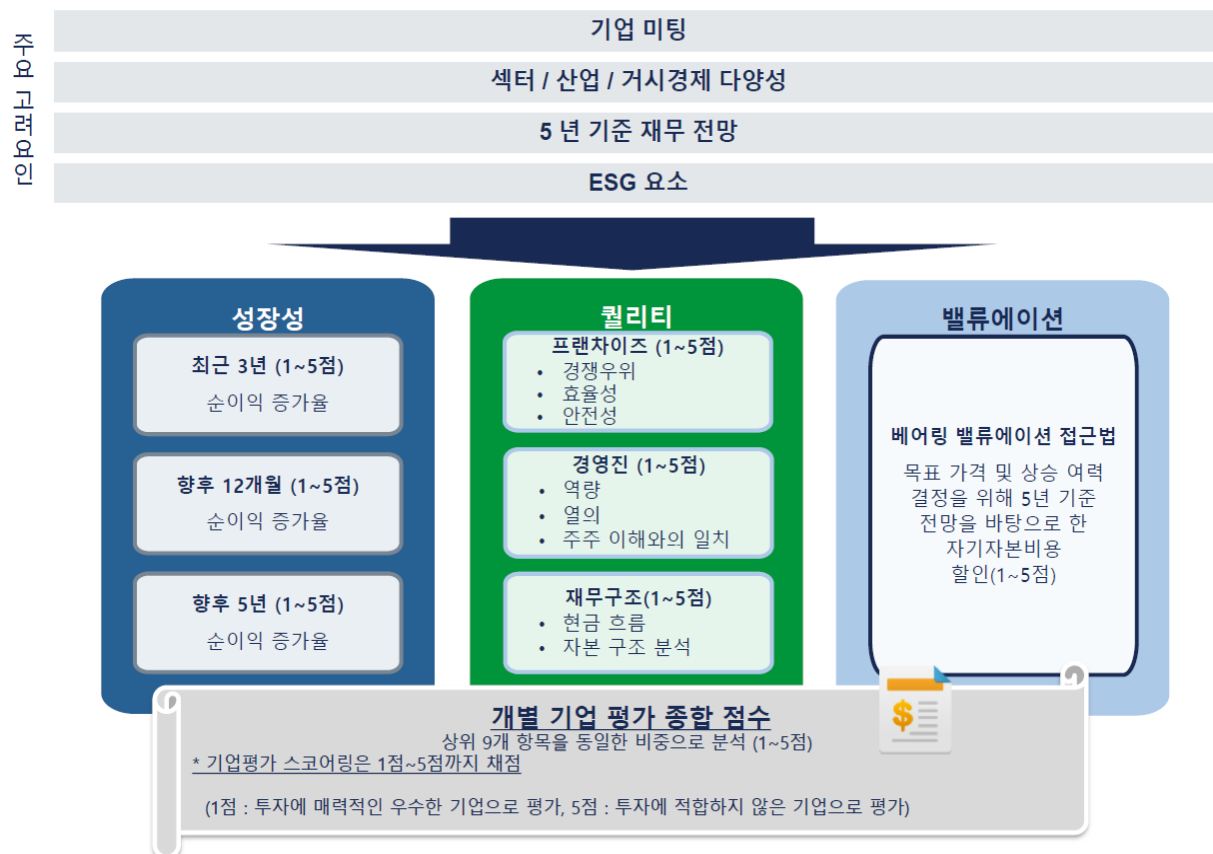 주요 고려요인
기업 미팅
섹터 / 산업 / 거시경제 다양성
5 년 기준 재무 전망
ESG 요소
성장성
최근 3년 (1~5점)
순이익 증가율
향후 12개월 (1~5점)
순이익 증가율
향후 5년 (1~5점)
순이익 증가율
퀄리티
프랜차이즈 (1~5점)
• 경쟁우위
• 효율성
• 안전성
경영진 (1~5점)
• 역량
• 열의
• 주주 이해와의 일치
재무구조(1~5점)
• 현금 흐름
• 자본 구조 분석
밸류에이션
베어링 밸류에이션 접근법
목표 가격 및 상승 여력
결정을 위해 5년 기준
전망을 바탕으로 한
자기자본비용
할인(1~5점)
$
개별 기업 평가 종합 점수
상위 9개 항목을 동일한 비중으로 분석 (1~5점)
* 기업평가 스코어링은 1점~5점까지 채점
(1점 : 투자에 매력적인 우수한 기업으로 평가, 5점 : 투자에 적합하지 않은 기업으로 평가)